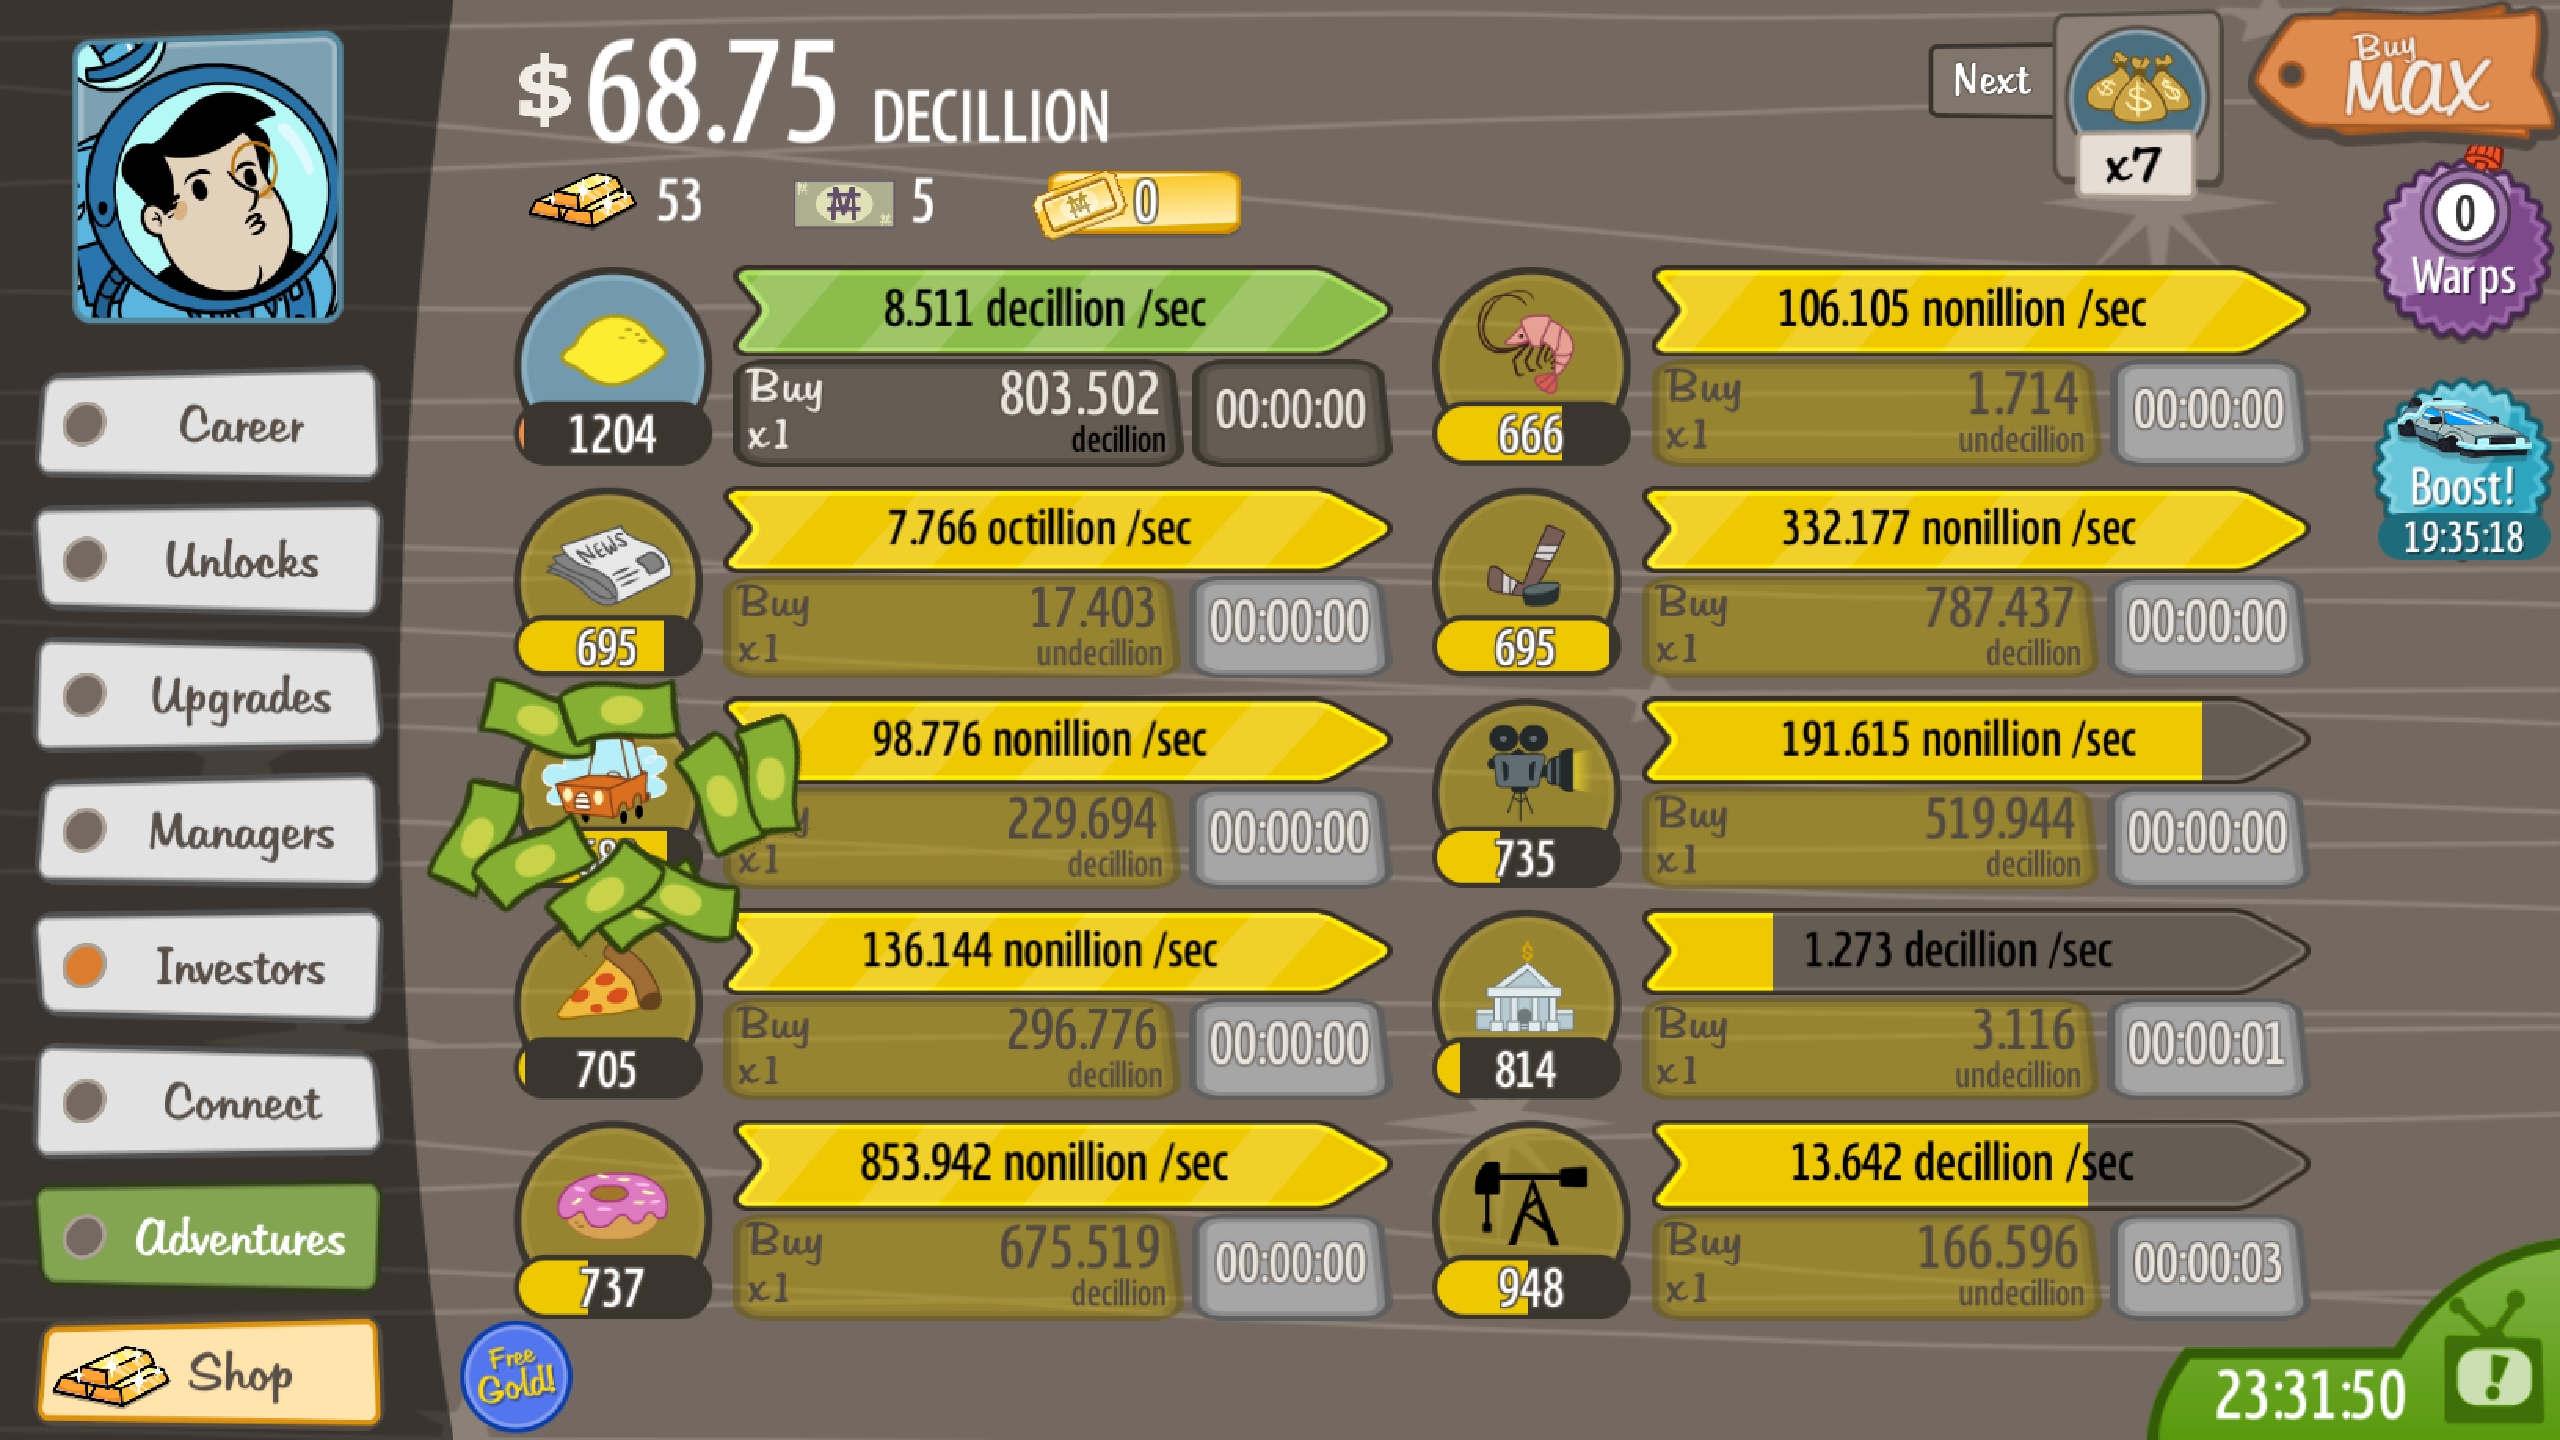 $68.75 DECILLION
53
5
0
Next
x7
Buy
MAX
0
Warps
Boost!
19:35:18
Career
Unlocks
Upgrades
Managers
Investors
Connect
Adventures
Shop
8.511 decillion /sec
1204
Buy
x1
803.502
decillion
00:00:00
106.105 nonillion /sec
666
Buy
x1
1.714
undecillion
00:00:00
NEWS
7.766 octillion /sec
695
Buy
x1
17.403
undecillion
00:00:00
332.177 nonillion /sec
695
Buy
x1
787.437
decillion
00:00:00
98.776 nonillion /sec
x1
229.694
decillion
00:00:00
191.615 nonillion /sec
735
Buy
x1
519.944
decillion
00:00:00
136.144 nonillion /sec
705
Buy
x1
296.776
decillion
00:00:00
1.273 decillion /sec
814
Buy
x1
3.116
undecillion
00:00:01
853.942 nonillion /sec
737
Buy
x1
675.519
decillion
00:00:00
13.642 decillion /sec
948
Buy
x1
166.596
undecillion
00:00:03
Free
Gold!
23:31:50